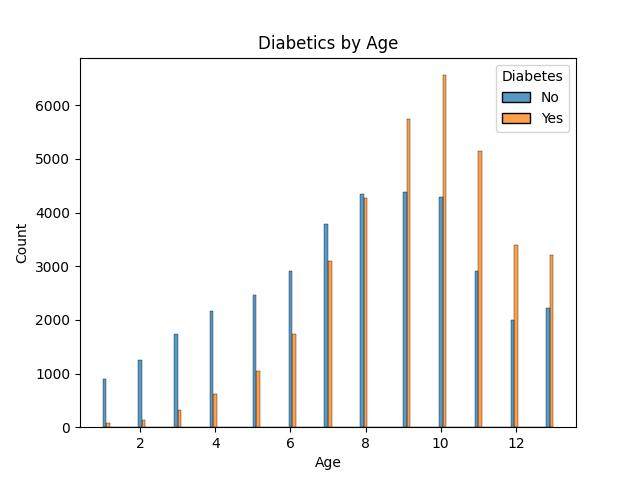 Diabetics by Age
Diabetes
No
Yes
6000
5000
4000
3000
2000
1000
0
Count
2 4 6 8 10 12
Age